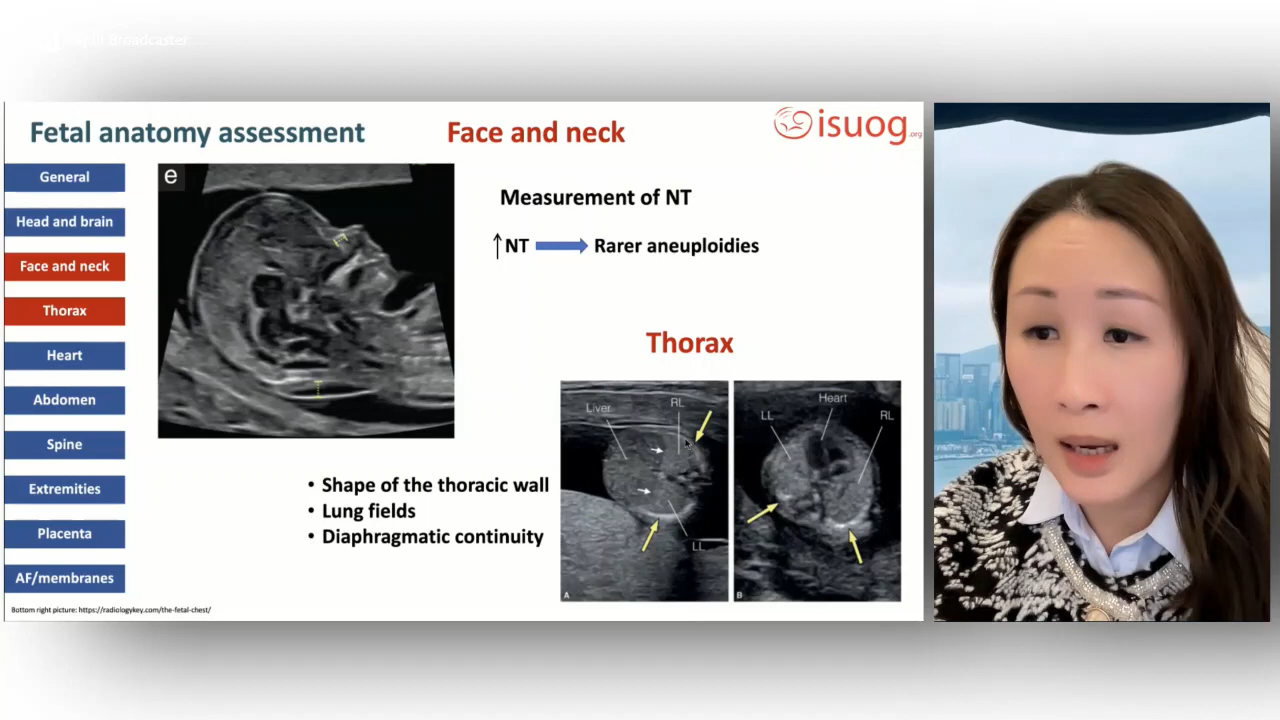 Broadcaster
Fetal anatomy assessment
Face and neck
isuog.org
General
Head and brain
Face and neck
Thorax
Heart
Abdomen
Spine
Extremities
Placenta
AF/membranes
e
Measurement of NT
↑NT → Rarer aneuploidies
Thorax
• Shape of the thoracic wall
• Lung fields
• Diaphragmatic continuity
Liver
RL
LL
A
LL
Heart
RL
B
Bottom right picture: https://radiologykey.com/the-fetal-chest/